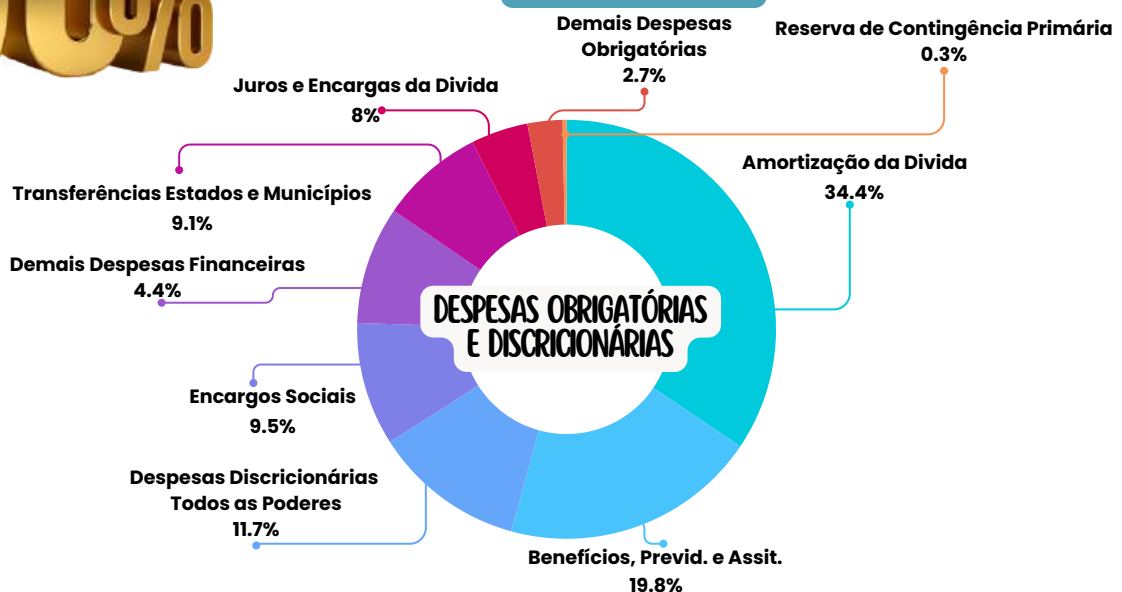 0%
Demais Despesas
Obrigatórias
2.7%
Reserva de Contingência Primária
0.3%
Juros e Encargas da Divida
8%
Amortização da Divida
34.4%
Transferências Estados e Municípios
9.1%
Demais Despesas Financeiras
4.4%
DESPESAS OBRIGATÓRIAS
E DISCRICIONÁRIAS
Encargos Sociais
9.5%
Despesas Discricionárias
Todos as Poderes
11.7%
Benefícios, Previd. e Assit.
19.8%